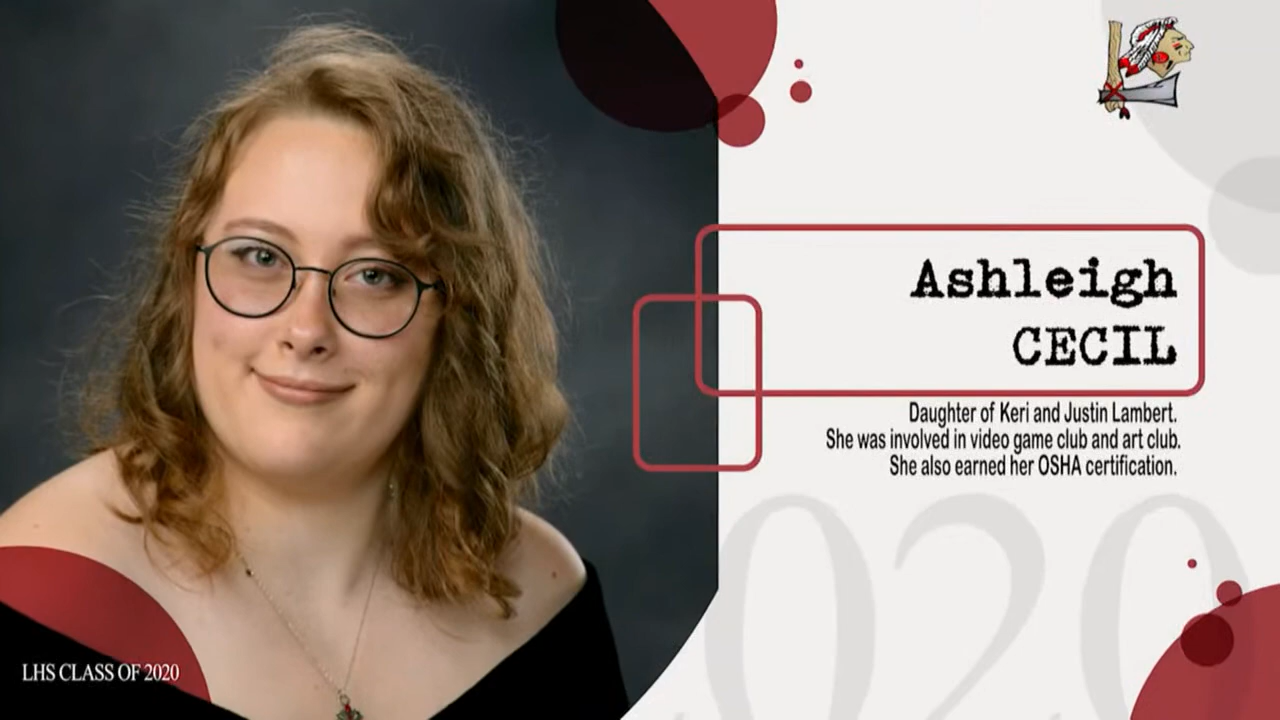 Ashleigh
CECIL
Daughter of Keri and Justin Lambert.
She was involved in video game club and art club.
She also earned her OSHA certification.
2020
LHS CLASS OF 2020